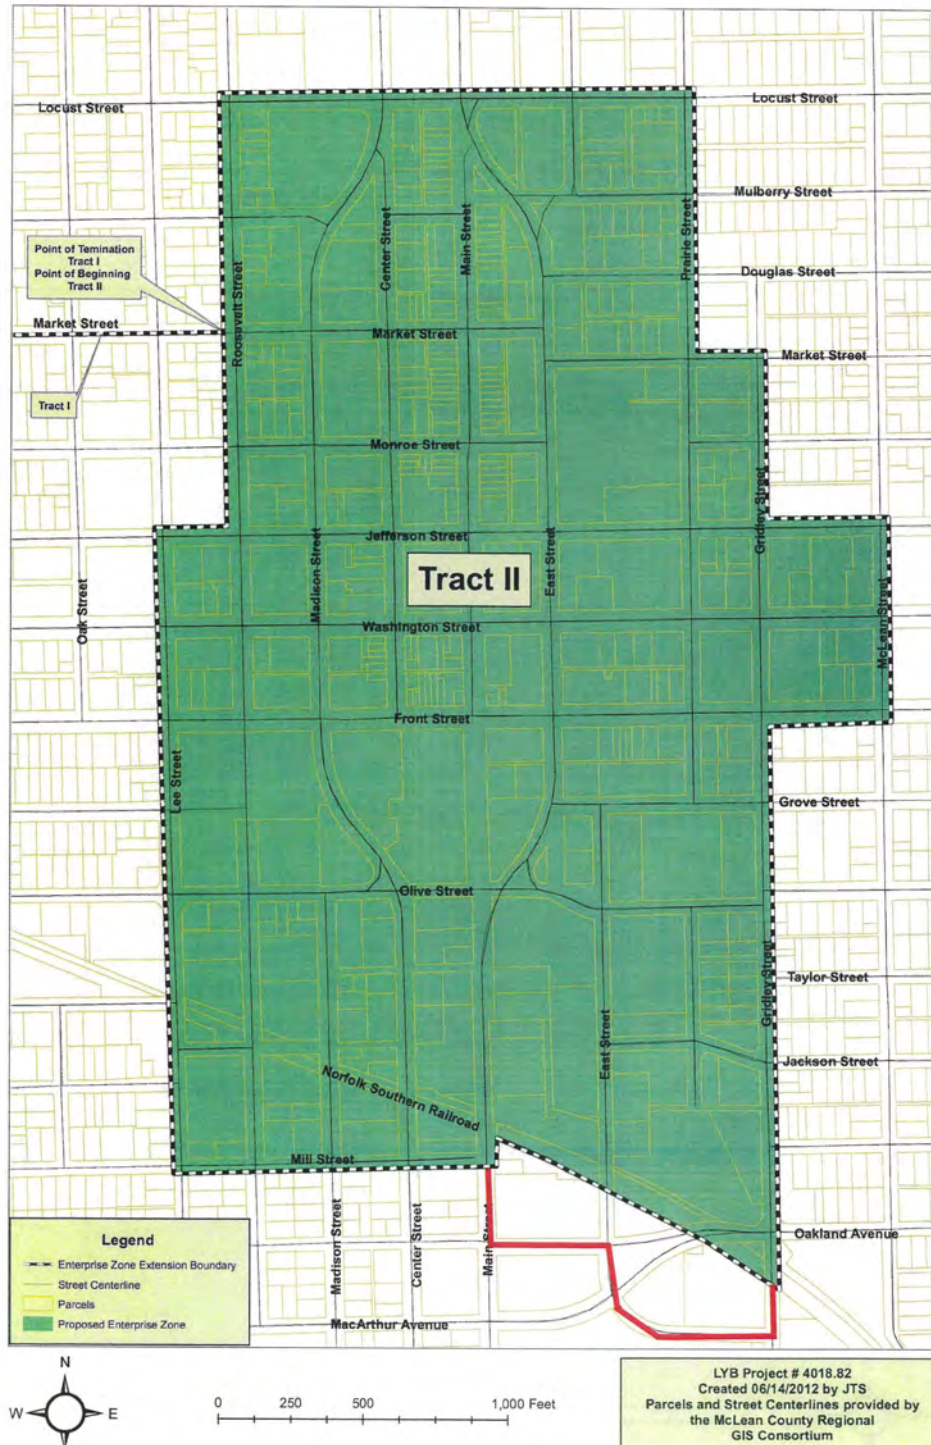 Locust Street
Locust Street
Mulberry Street
Center Street
Main Street
Prairie Street
Point of Temination
Tract I
Point of Beginning
Tract II
Roosevelt Street
Douglas Street
Market Street
Market Street
Market Street
Tract I
Monroe Street
Gridley Street
Jefferson Street
Madison Street
East Street
Tract II
Oak Street
Washington Street
McLean Street
Front Street
Lee Street
Grove Street
Olive Street
Gridley Street
Taylor Street
East Street
Jackson Street
Norfolk Southern Railroad
Mill Street
Madison Street
Center Street
Main Street
Oakland Avenue
MacArthur Avenue
Legend
Enterprise Zone Extension Boundary
Street Centerline
Parcels
Proposed Enterprise Zone
N
W
E
S
0
250
500
1,000 Feet
LYB Project # 4018.82
Created 06/14/2012 by JTS
Parcels and Street Centerlines provided by
the McLean County Regional
GIS Consortium